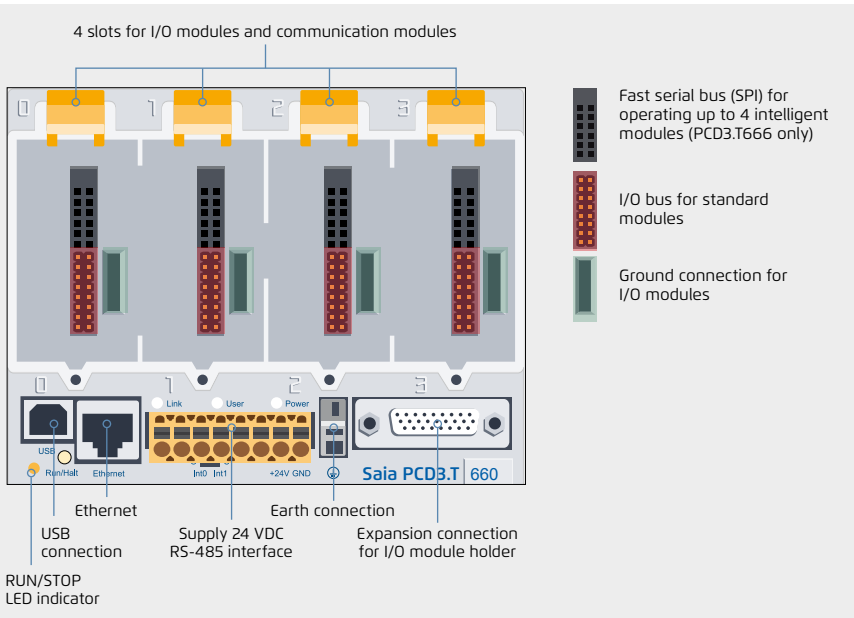 4 slots for I/O modules and communication modules
0 1 2 3
Fast serial bus (SPI) for
operating up to 4 intelligent
modules (PCD3.T666 only)
I/O bus for standard
modules
Ground connection for
I/O modules
0 1 2 3
Link User Power
USB
Run/Halt Ethernet Int0 Int1 +24V GND
Saia PCD3.T 660
Ethernet
Earth connection
USB
connection
Supply 24 VDC
RS-485 interface
Expansion connection
for I/O module holder
RUN/STOP
LED indicator